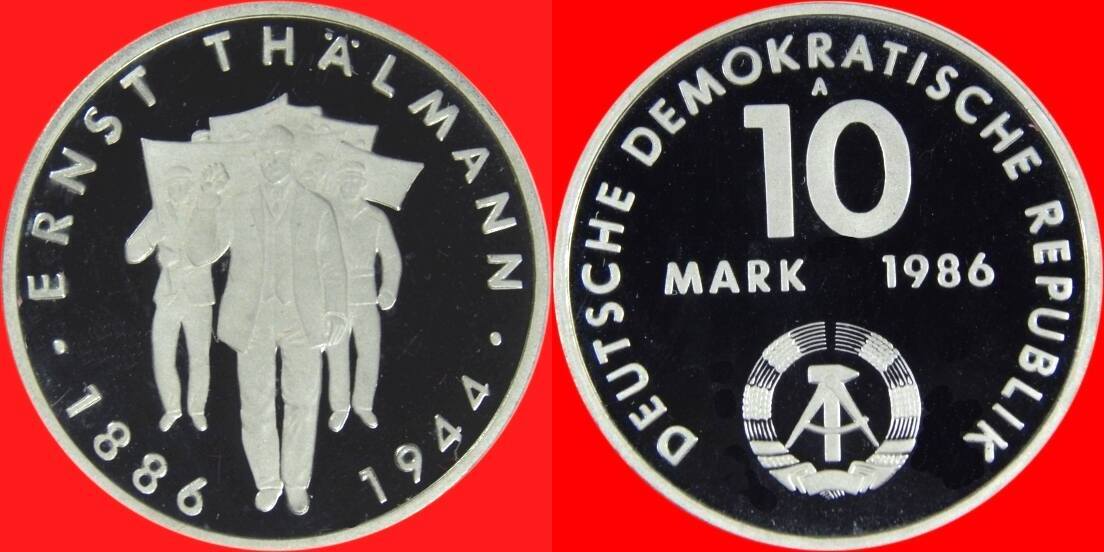 ERNST THÄLMANN
· 1886 1944 ·
DEUTSCHE DEMOKRATISCHE REPUBLIK
A
10
MARK 1986